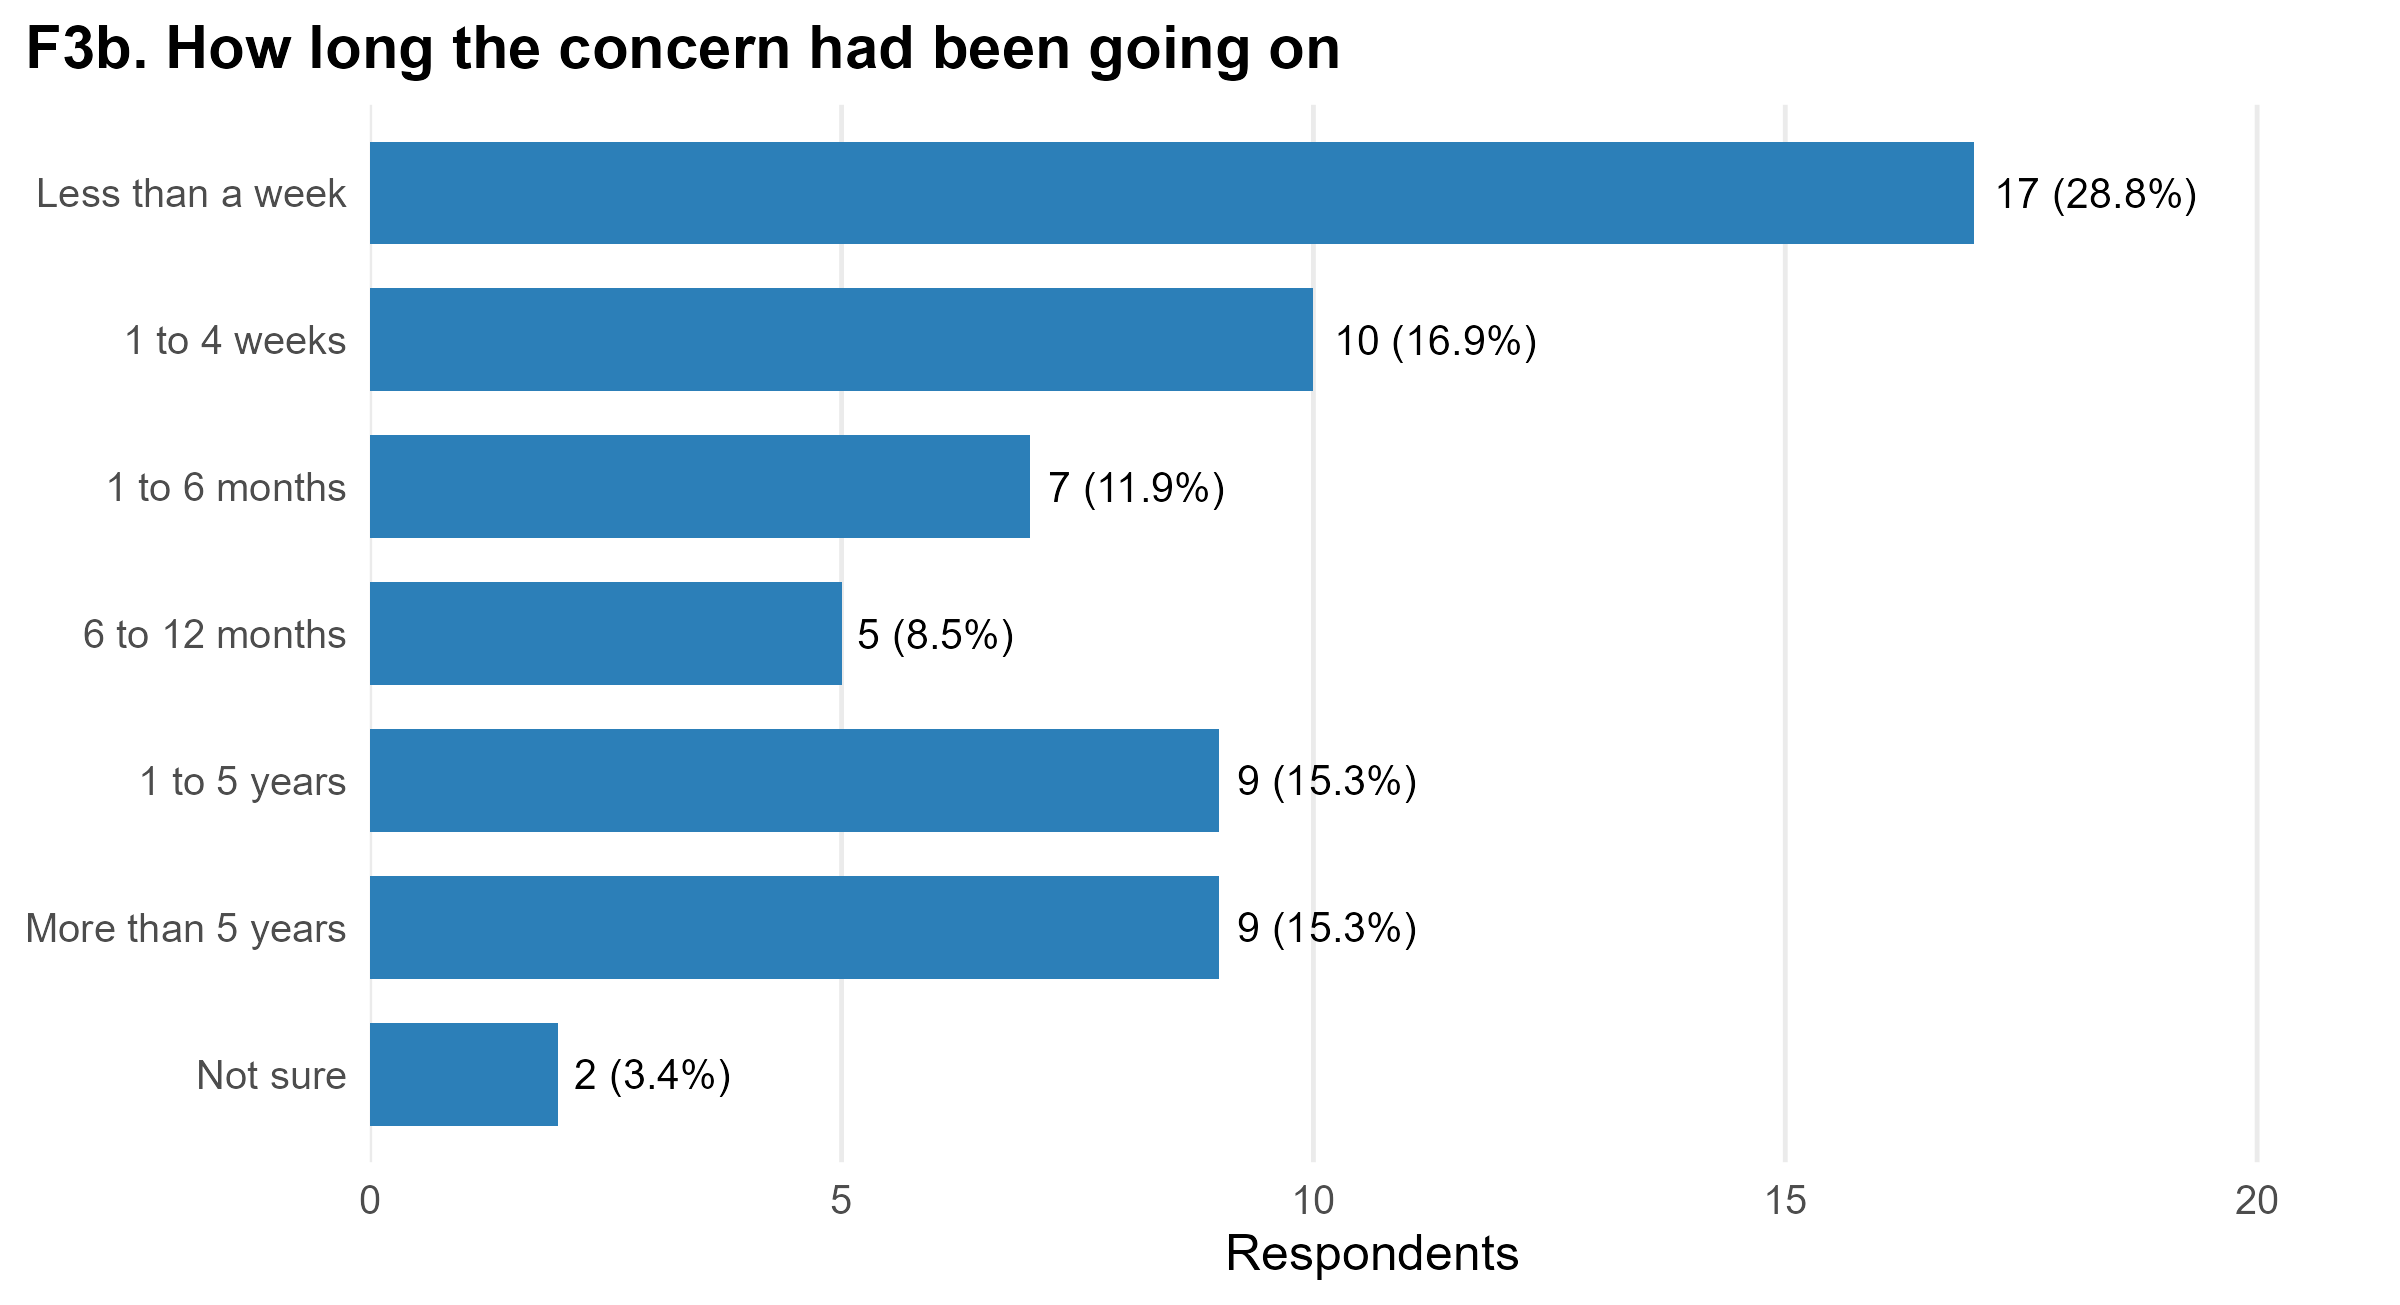 F3b. How long the concern had been going on
Less than a week 17 (28.8%)
1 to 4 weeks 10 (16.9%)
1 to 6 months 7 (11.9%)
6 to 12 months 5 (8.5%)
1 to 5 years 9 (15.3%)
More than 5 years 9 (15.3%)
Not sure 2 (3.4%)
0 5 10 15 20
Respondents